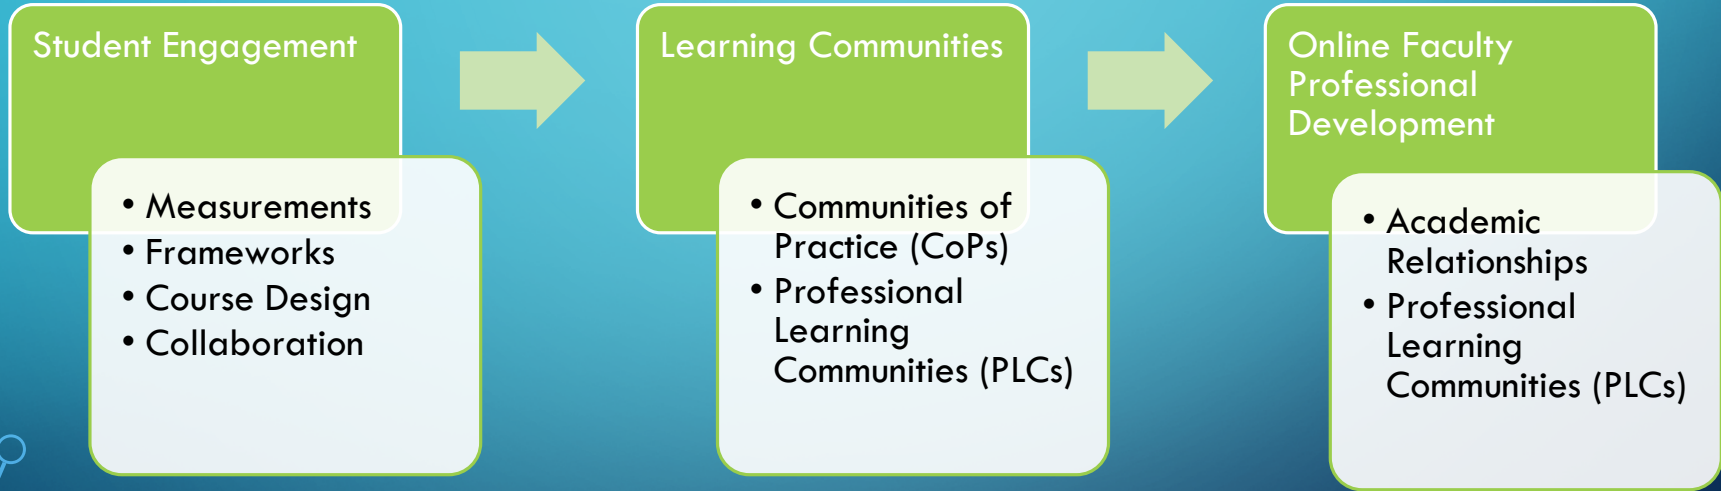 Student Engagement
• Measurements
• Frameworks
• Course Design
• Collaboration
Learning Communities
• Communities of
Practice (CoPs)
• Professional
Learning
Communities (PLCs)
Online Faculty
Professional
Development
• Academic
Relationships
• Professional
Learning
Communities (PLCs)